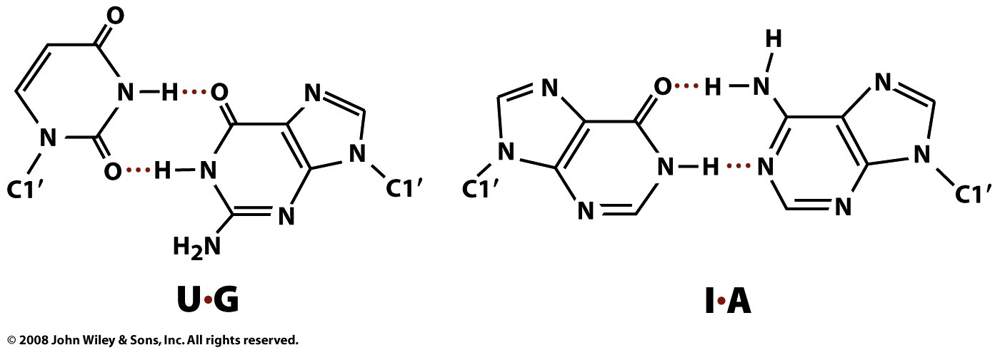 O
N—H···O
N
N
O···H—N
N
C1′
C1′
N
H₂N
U•G
H
N
O···H—N
N
N
N
N—H···N
C1′
C1′
N
N
I•A
© 2008 John Wiley & Sons, Inc. All rights reserved.